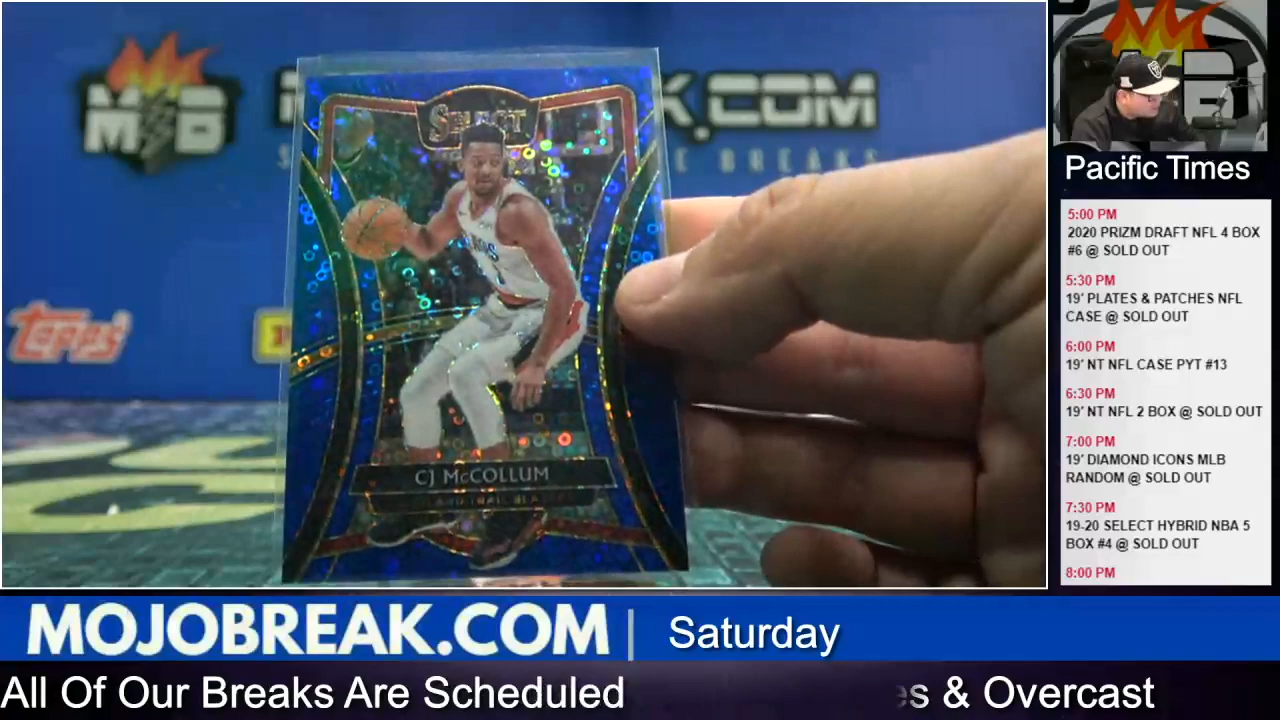 M B
.COM
K.COM
E BREAKS
SELECT
Topps
CJ McCOLLUM
Pacific Times
5:00 PM
2020 PRIZM DRAFT NFL 4 BOX
#6 @ SOLD OUT
5:30 PM
19' PLATES & PATCHES NFL
CASE @ SOLD OUT
6:00 PM
19' NT NFL CASE PYT #13
6:30 PM
19' NT NFL 2 BOX @ SOLD OUT
7:00 PM
19' DIAMOND ICONS MLB
RANDOM @ SOLD OUT
7:30 PM
19-20 SELECT HYBRID NBA 5
BOX #4 @ SOLD OUT
8:00 PM
MOJOBREAK.COM | Saturday
All Of Our Breaks Are Scheduled
s & Overcast